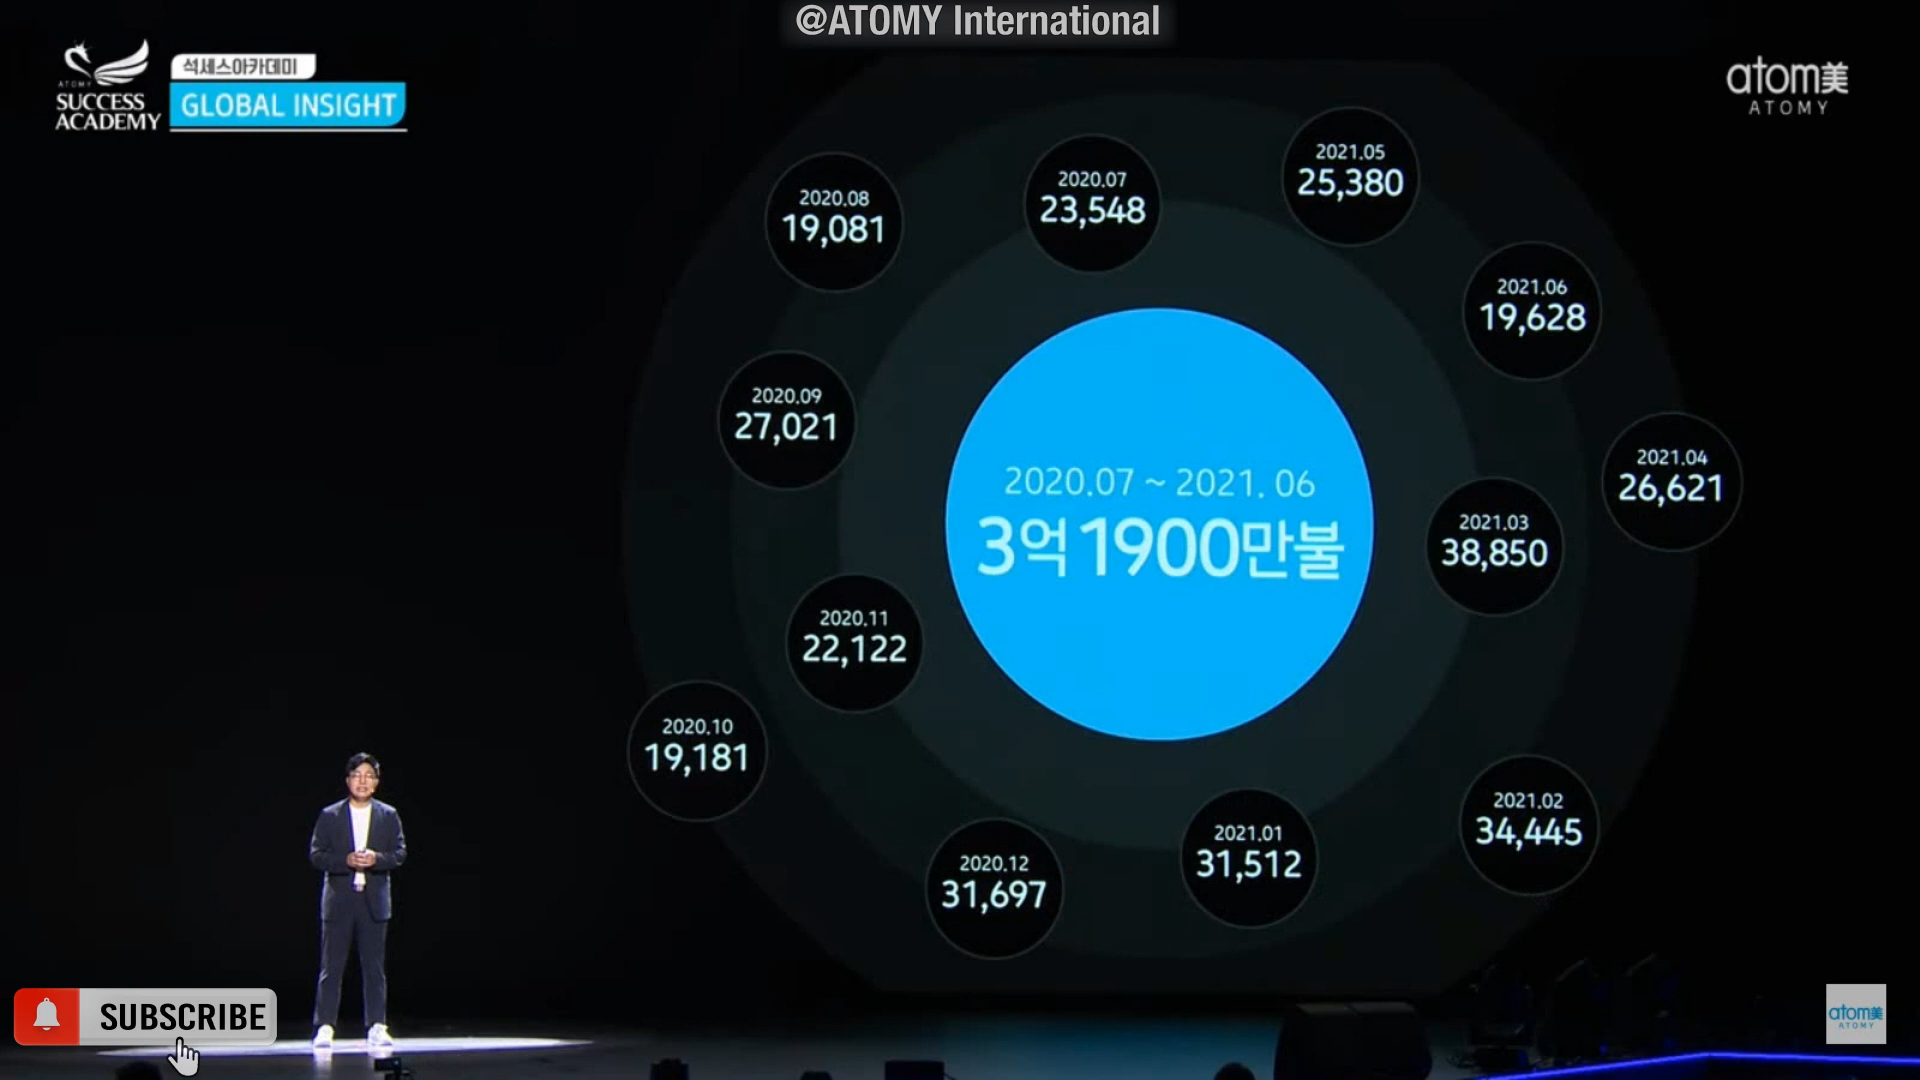 @ATOMY International
ATOMY
SUCCESS
ACADEMY
석세스아카데미
GLOBAL INSIGHT
atom美
ATOMY
2020.08
19,081
2020.07
23,548
2021.05
25,380
2021.06
19,628
2020.09
27,021
2021.04
26,621
2020.07 ~ 2021. 06
3억 1900만불
2021.03
38,850
2020.11
22,122
2020.10
19,181
2021.02
34,445
2021.01
31,512
2020.12
31,697
SUBSCRIBE
atom美
ATOMY